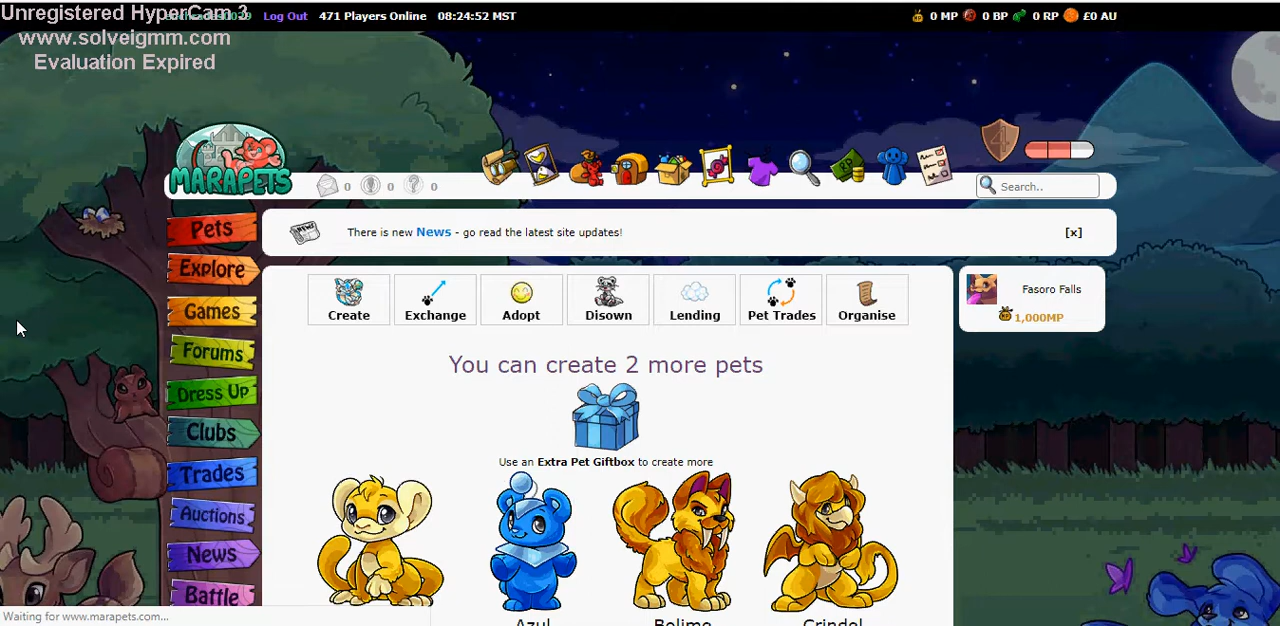 Unregistered HyperCam 3
Log Out 471 Players Online 08:24:52 MST 0 MP 0 BP 0 RP £0 AU
www.solveigmm.com
Evaluation Expired
4
MARAPETS
0 0 0 Search..
There is new News - go read the latest site updates! [x]
Pets
Explore
Games
Forums
Dress Up
Clubs
Trades
Auctions
News
Battle
Create Exchange Adopt Disown Lending Pet Trades Organise
Fasoro Falls
1,000MP
You can create 2 more pets
Use an Extra Pet Giftbox to create more
Azul Bolimo Crindol
Waiting for www.marapets.com...